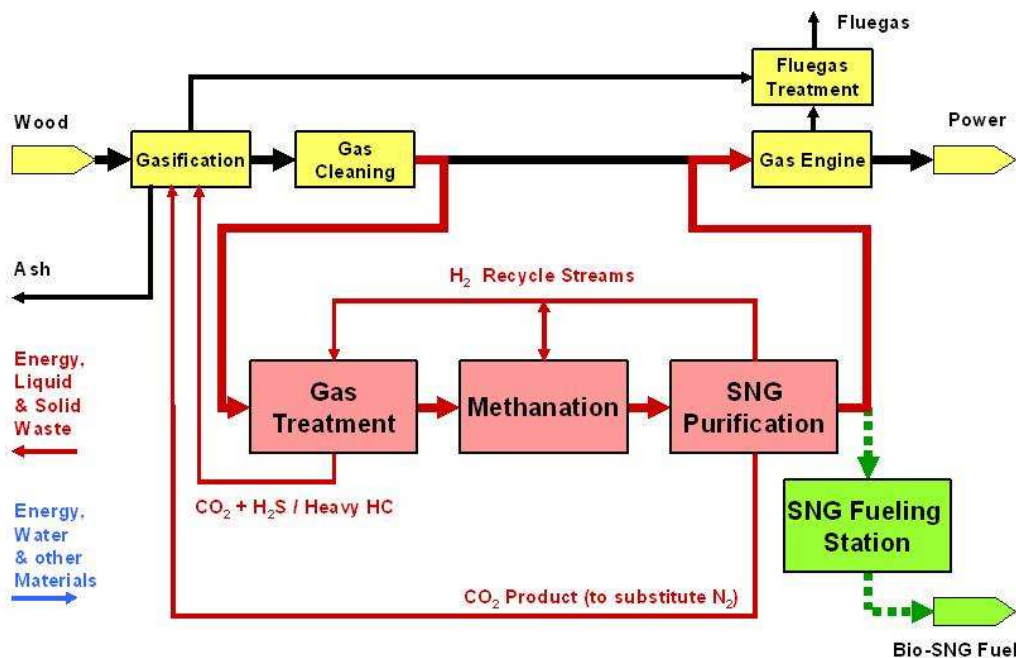 Fluegas
Fluegas
Treatment
Wood
Power
Gasification
Gas
Cleaning
Gas Engine
Ash
H₂ Recycle Streams
Energy,
Liquid
& Solid
Waste
Gas
Treatment
Methanation
SNG
Purification
CO₂ + H₂S / Heavy HC
Energy,
Water
& other
Materials
SNG Fueling
Station
CO₂ Product (to substitute N₂)
Bio-SNG Fuel